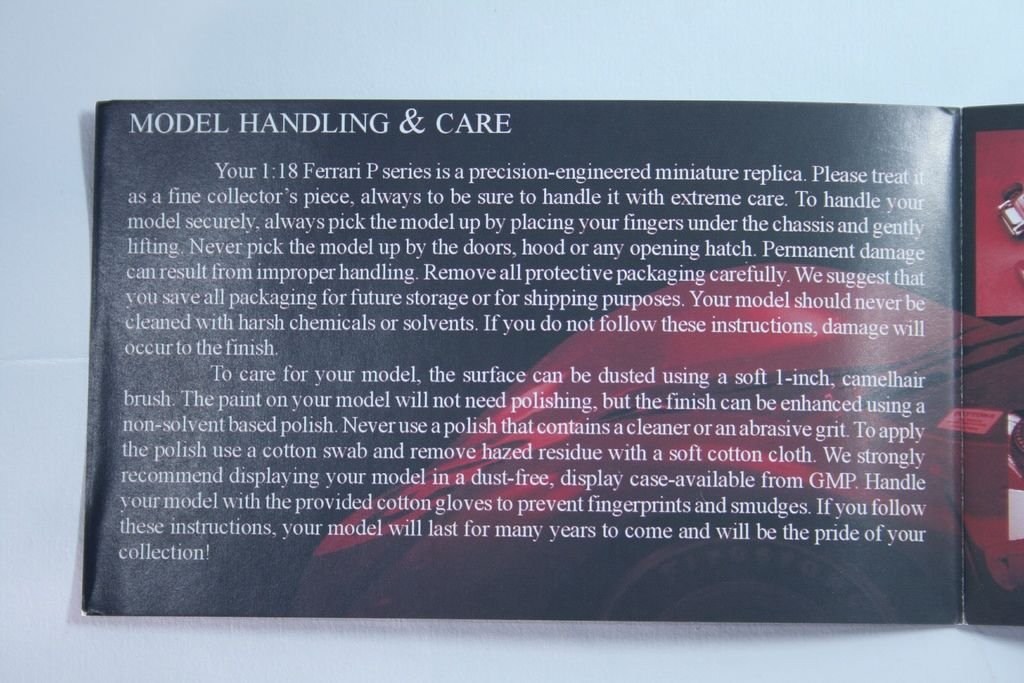 MODEL HANDLING & CARE
Your 1:18 Ferrari P series is a precision-engineered miniature replica. Please treat it
as a fine collector's piece, always to be sure to handle it with extreme care. To handle your
model securely, always pick the model up by placing your fingers under the chassis and gently
lifting. Never pick the model up by the doors, hood or any opening hatch. Permanent damage
can result from improper handling. Remove all protective packaging carefully. We suggest that
you save all packaging for future storage or for shipping purposes. Your model should never be
cleaned with harsh chemicals or solvents. If you do not follow these instructions, damage will
occur to the finish.
To care for your model, the surface can be dusted using a soft 1-inch, camelhair
brush. The paint on your model will not need polishing, but the finish can be enhanced using a
non-solvent based polish. Never use a polish that contains a cleaner or an abrasive grit. To apply
the polish use a cotton swab and remove hazed residue with a soft cotton cloth. We strongly
recommend displaying your model in a dust-free, display case-available from GMP. Handle
your model with the provided cotton gloves to prevent fingerprints and smudges. If you follow
these instructions, your model will last for many years to come and will be the pride of your
collection!